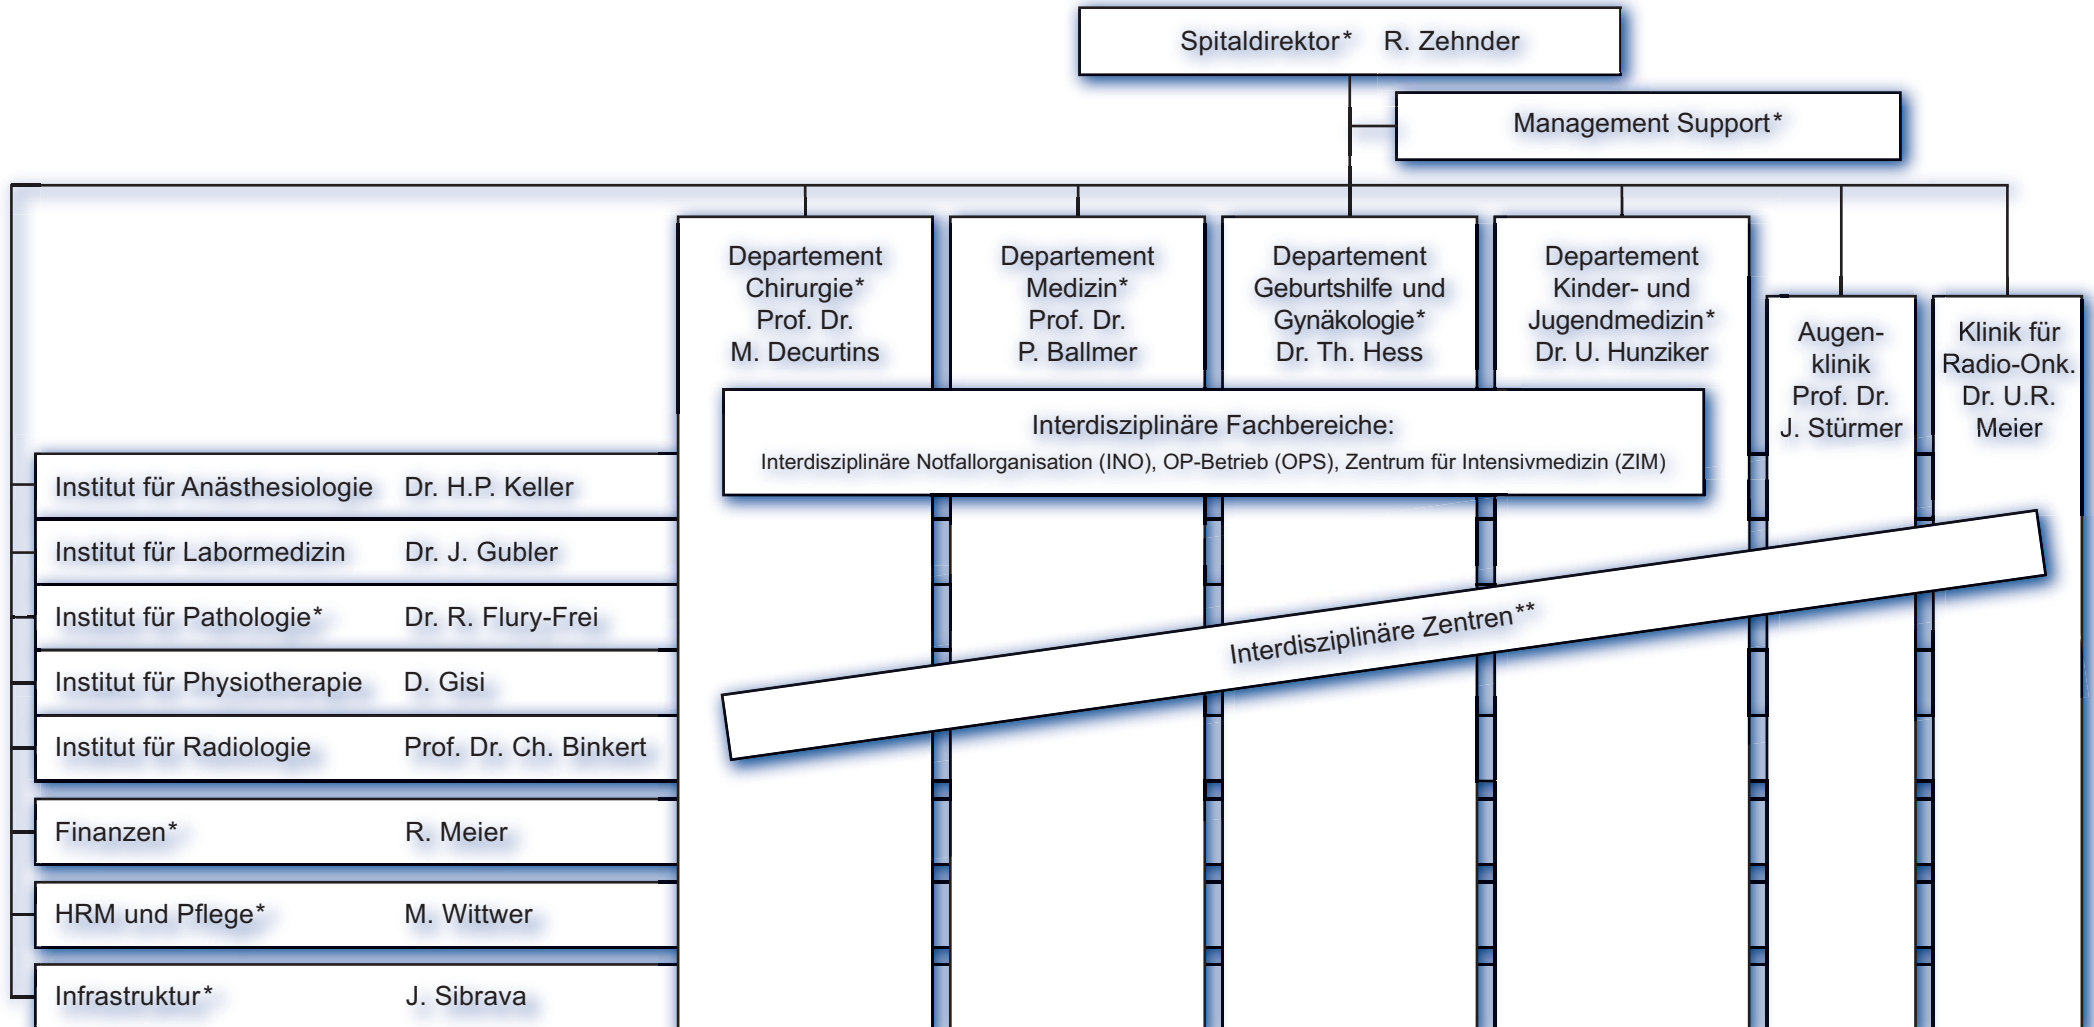 Spitaldirektor* R. Zehnder
Management Support*
Departement
Chirurgie*
Prof. Dr.
M. Decurtins
Departement
Medizin*
Prof. Dr.
P. Ballmer
Departement
Geburtshilfe und
Gynäkologie*
Dr. Th. Hess
Departement
Kinder- und
Jugendmedizin*
Dr. U. Hunziker
Augen-
klinik
Prof. Dr.
J. Stürmer
Klinik für
Radio-Onk.
Dr. U.R.
Meier
Interdisziplinäre Fachbereiche:
Interdisziplinäre Notfallorganisation (INO), OP-Betrieb (OPS), Zentrum für Intensivmedizin (ZIM)
Institut für Anästhesiologie Dr. H.P. Keller
Institut für Labormedizin Dr. J. Gubler
Institut für Pathologie* Dr. R. Flury-Frei
Institut für Physiotherapie D. Gisi
Institut für Radiologie Prof. Dr. Ch. Binkert
Interdisziplinäre Zentren**
Finanzen* R. Meier
HRM und Pflege* M. Wittwer
Infrastruktur* J. Sibrava